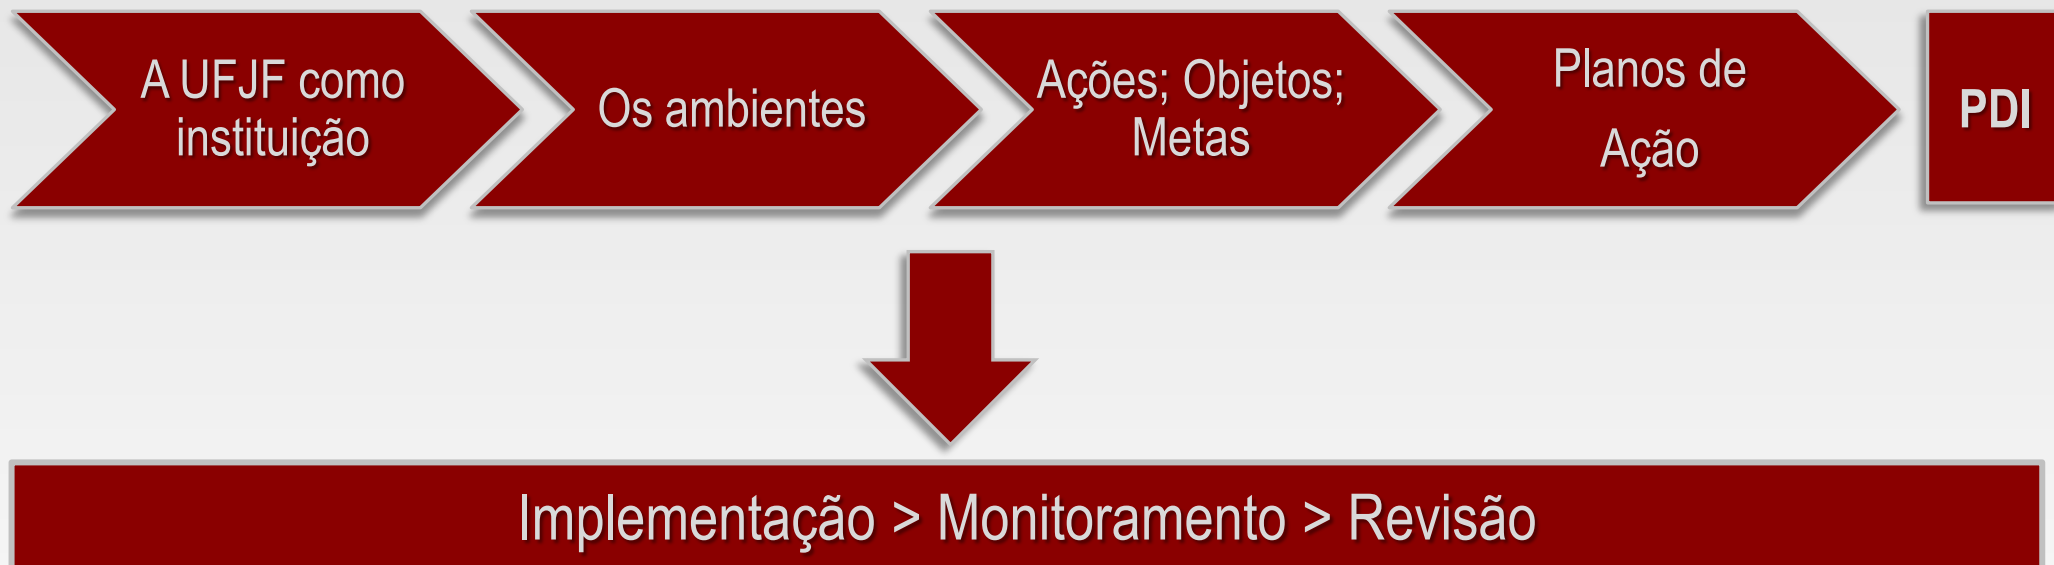 A UFJF como
instituição
Os ambientes
Ações; Objetos;
Metas
Planos de
Ação
PDI
Implementação > Monitoramento > Revisão